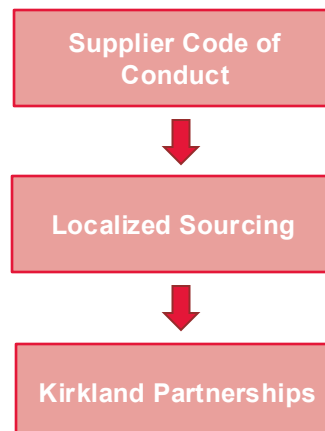 Supplier Code of
Conduct
Localized Sourcing
Kirkland Partnerships